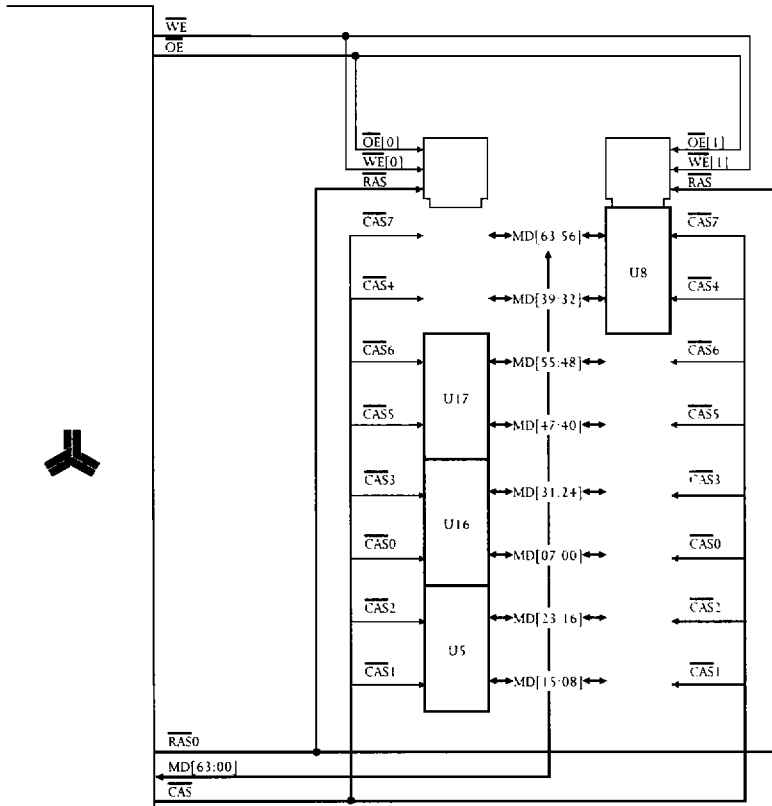 WE
OE
OE[0] OE[1]
WE[0] WE[1]
RAS RAS
CAS7 MD[63:56] CAS7
U8
CAS4 MD[39:32] CAS4
CAS6 MD[55:48] CAS6
U17
CAS5 MD[47:40] CAS5
CAS3 MD[31:24] CAS3
U16
CAS0 MD[07:00] CAS0
CAS2 MD[23:16] CAS2
U5
CAS1 MD[15:08] CAS1
RAS0
MD[63:00]
CAS